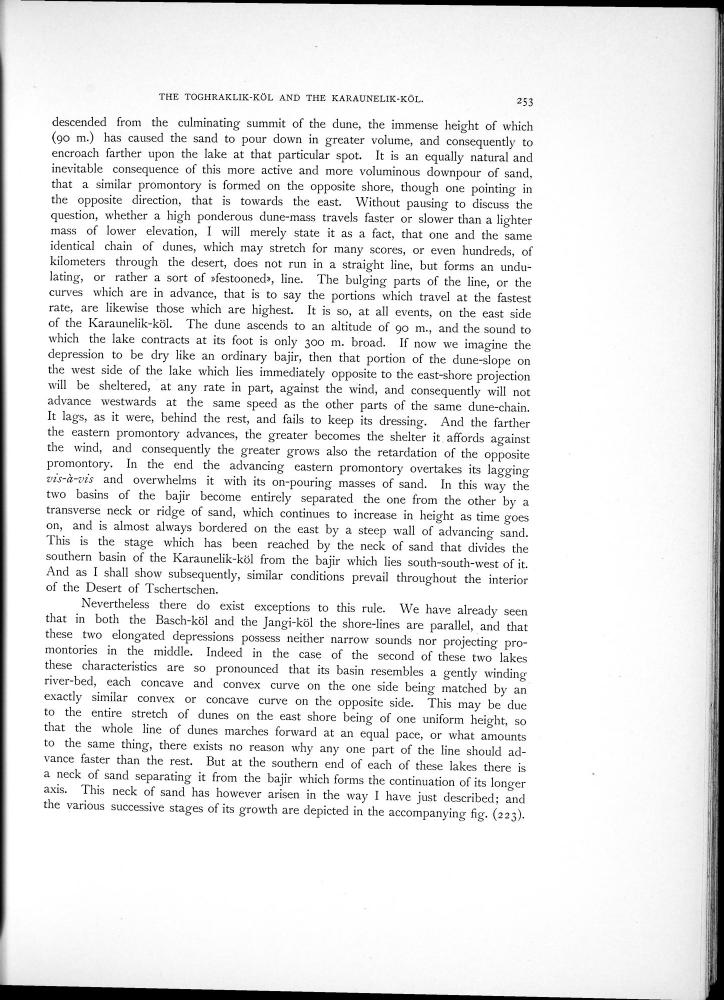 THE TOGHRAKLIK-KÖL AND THE KARAUNELIK-KÖL. 253
descended from the culminating summit of the dune, the immense height of which
(90 m.) has caused the sand to pour down in greater volume, and consequently to
encroach farther upon the lake at that particular spot. It is an equally natural and
inevitable consequence of this more active and more voluminous downpour of sand,
that a similar promontory is formed on the opposite shore, though one pointing in
the opposite direction, that is towards the east. Without pausing to discuss the
question, whether a high ponderous dune-mass travels faster or slower than a lighter
mass of lower elevation, I will merely state it as a fact, that one and the same
identical chain of dunes, which may stretch for many scores, or even hundreds, of
kilometers through the desert, does not run in a straight line, but forms an undu-
lating, or rather a sort of »festooned», line. The bulging parts of the line, or the
curves which are in advance, that is to say the portions which travel at the fastest
rate, are likewise those which are highest. It is so, at all events, on the east side
of the Karaunelik-köl. The dune ascends to an altitude of 90 m., and the sound to
which the lake contracts at its foot is only 300 m. broad. If now we imagine the
depression to be dry like an ordinary bajir, then that portion of the dune-slope on
the west side of the lake which lies immediately opposite to the east-shore projection
will be sheltered, at any rate in part, against the wind, and consequently will not
advance westwards at the same speed as the other parts of the same dune-chain.
It lags, as it were, behind the rest, and fails to keep its dressing. And the farther
the eastern promontory advances, the greater becomes the shelter it affords against
the wind, and consequently the greater grows also the retardation of the opposite
promontory. In the end the advancing eastern promontory overtakes its lagging
vis-à-vis and overwhelms it with its on-pouring masses of sand. In this way the
two basins of the bajir become entirely separated the one from the other by a
transverse neck or ridge of sand, which continues to increase in height as time goes
on, and is almost always bordered on the east by a steep wall of advancing sand.
This is the stage which has been reached by the neck of sand that divides the
southern basin of the Karaunelik-köl from the bajir which lies south-south-west of it.
And as I shall show subsequently, similar conditions prevail throughout the interior
of the Desert of Tschertschen.
Nevertheless there do exist exceptions to this rule. We have already seen
that in both the Basch-köl and the Jangi-köl the shore-lines are parallel, and that
these two elongated depressions possess neither narrow sounds nor projecting pro-
montories in the middle. Indeed in the case of the second of these two lakes
these characteristics are so pronounced that its basin resembles a gently winding
river-bed, each concave and convex curve on the one side being matched by an
exactly similar convex or concave curve on the opposite side. This may be due
to the entire stretch of dunes on the east shore being of one uniform height, so
that the whole line of dunes marches forward at an equal pace, or what amounts
to the same thing, there exists no reason why any one part of the line should ad-
vance faster than the rest. But at the southern end of each of these lakes there is
a neck of sand separating it from the bajir which forms the continuation of its longer
axis. This neck of sand has however arisen in the way I have just described; and
the various successive stages of its growth are depicted in the accompanying fig. (223).